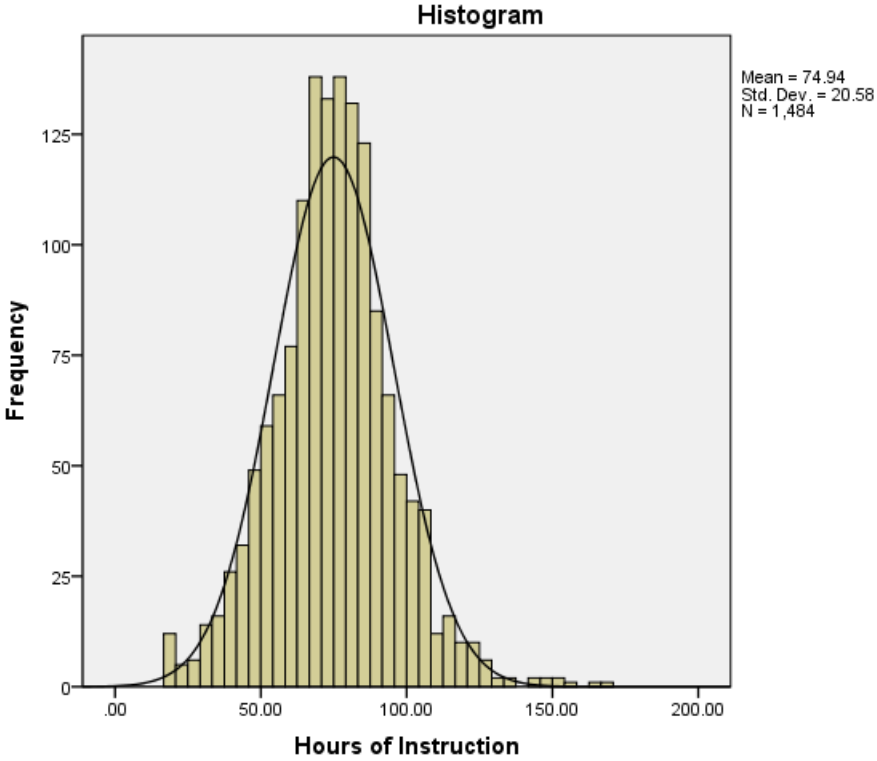 Histogram
Mean = 74.94
Std. Dev. = 20.58
N = 1,484
Frequency
125
100
75
50
25
0
.00
50.00
100.00
150.00
200.00
Hours of Instruction